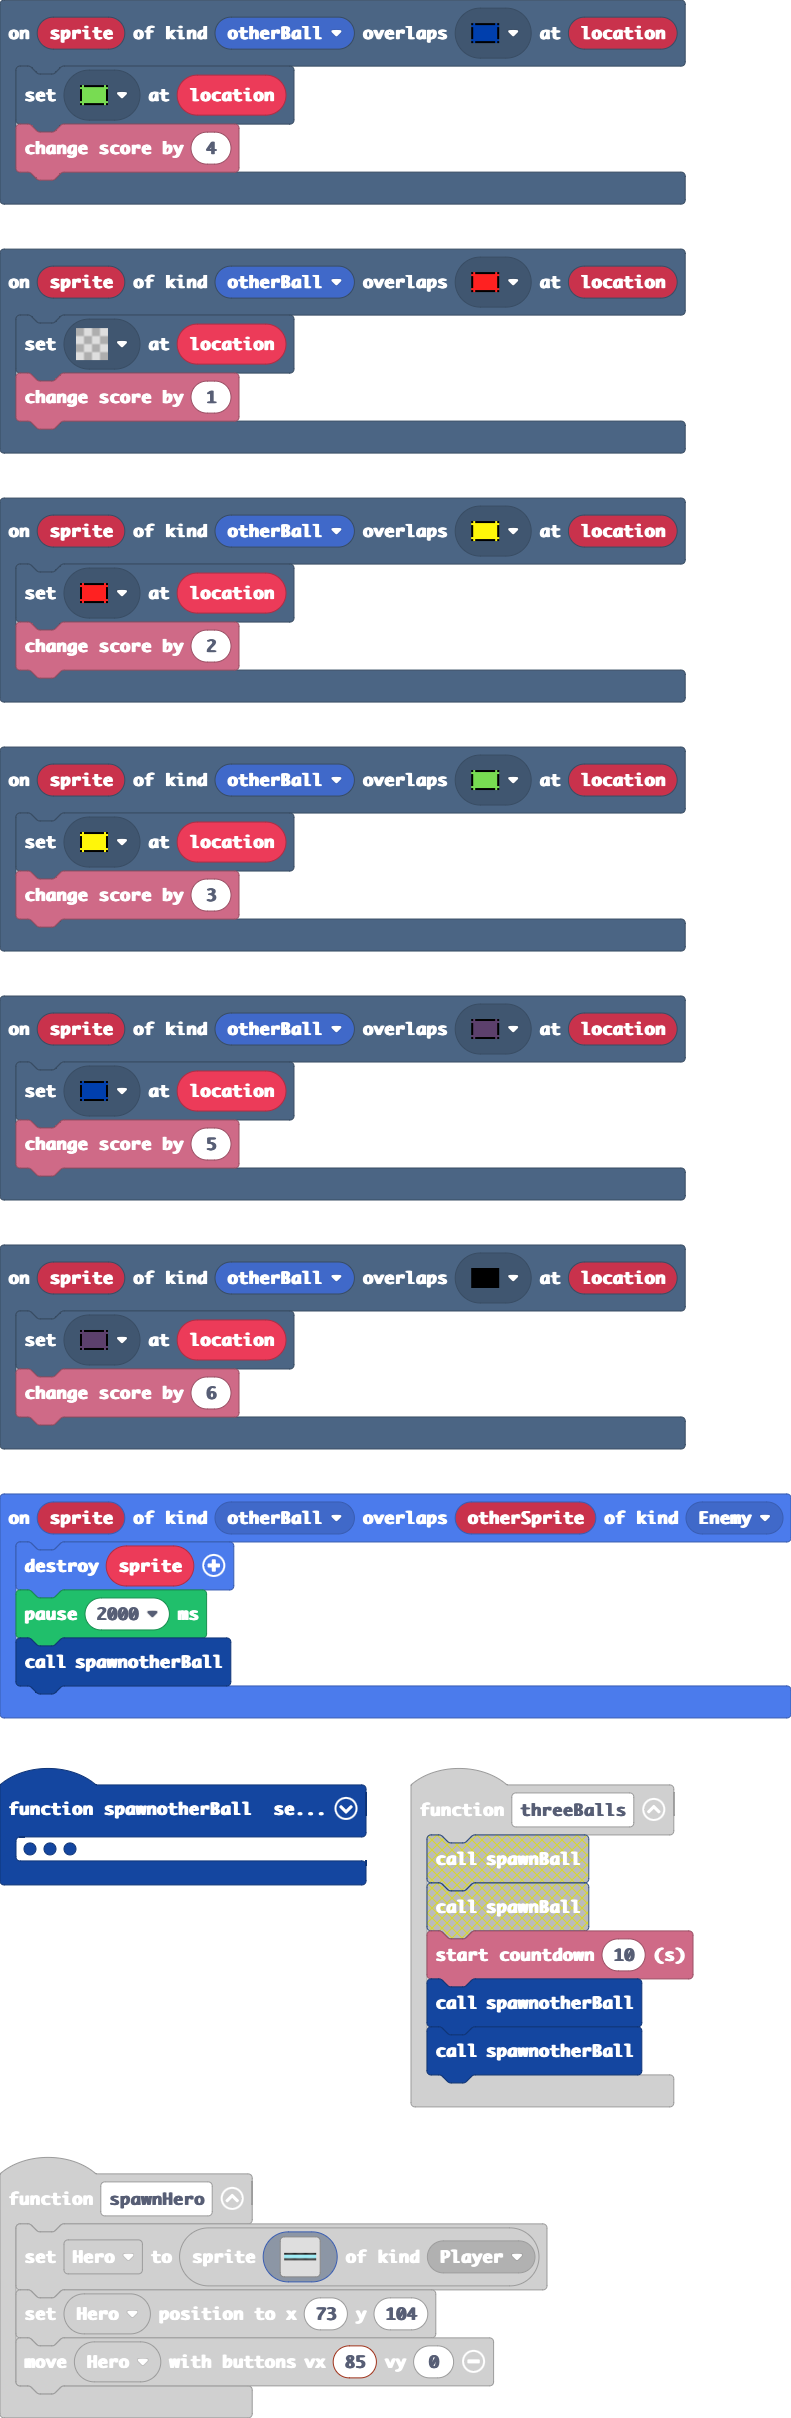 on sprite of kind otherBall overlaps at location
set at location
change score by 4
on sprite of kind otherBall overlaps at location
set at location
change score by 1
on sprite of kind otherBall overlaps at location
set at location
change score by 2
on sprite of kind otherBall overlaps at location
set at location
change score by 3
on sprite of kind otherBall overlaps at location
set at location
change score by 5
on sprite of kind otherBall overlaps at location
set at location
change score by 6
on sprite of kind otherBall overlaps otherSprite of kind Enemy
destroy sprite
pause 2000 ms
call spawnotherBall
function spawnotherBall se...
function threeBalls
call spawnBall
call spawnBall
start countdown 10 (s)
call spawnotherBall
call spawnotherBall
function spawnHero
set Hero to sprite of kind Player
set Hero position to x 73 y 104
move Hero with buttons vx 85 vy 0